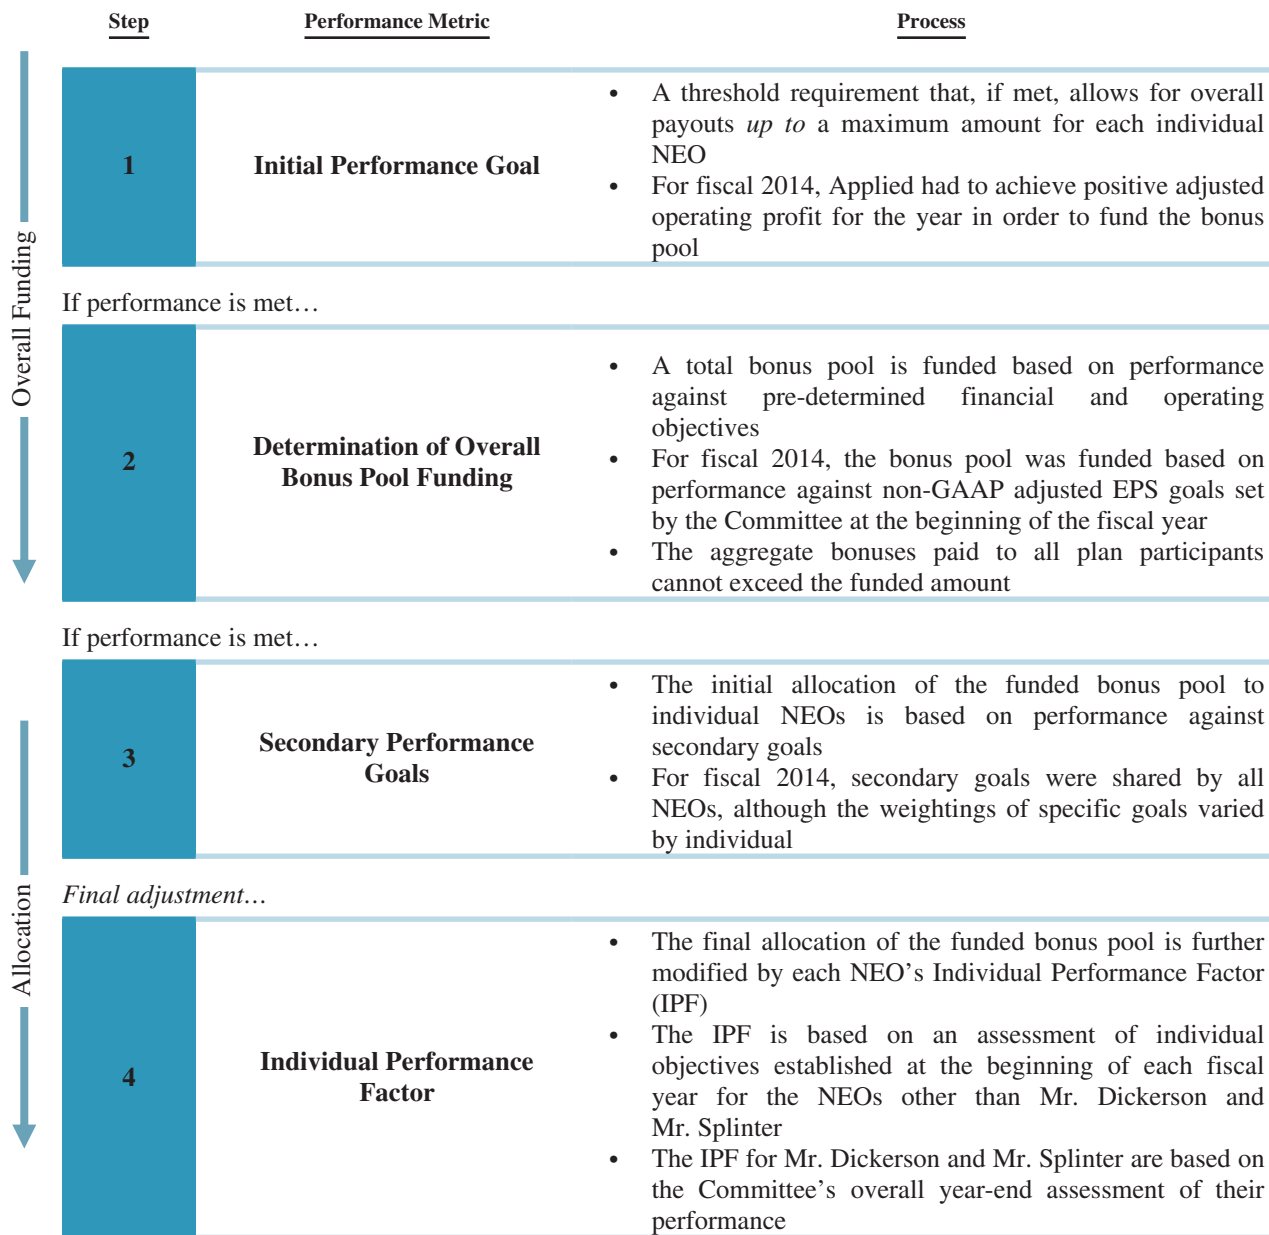 Step Performance Metric Process
Overall Funding
1
Initial Performance Goal
• A threshold requirement that, if met, allows for overall
payouts up to a maximum amount for each individual
NEO
• For fiscal 2014, Applied had to achieve positive adjusted
operating profit for the year in order to fund the bonus
pool
If performance is met…
2
Determination of Overall
Bonus Pool Funding
• A total bonus pool is funded based on performance
against pre-determined financial and operating
objectives
• For fiscal 2014, the bonus pool was funded based on
performance against non-GAAP adjusted EPS goals set
by the Committee at the beginning of the fiscal year
• The aggregate bonuses paid to all plan participants
cannot exceed the funded amount
If performance is met…
Allocation
3
Secondary Performance
Goals
• The initial allocation of the funded bonus pool to
individual NEOs is based on performance against
secondary goals
• For fiscal 2014, secondary goals were shared by all
NEOs, although the weightings of specific goals varied
by individual
Final adjustment…
4
Individual Performance
Factor
• The final allocation of the funded bonus pool is further
modified by each NEO’s Individual Performance Factor
(IPF)
• The IPF is based on an assessment of individual
objectives established at the beginning of each fiscal
year for the NEOs other than Mr. Dickerson and
Mr. Splinter
• The IPF for Mr. Dickerson and Mr. Splinter are based on
the Committee’s overall year-end assessment of their
performance